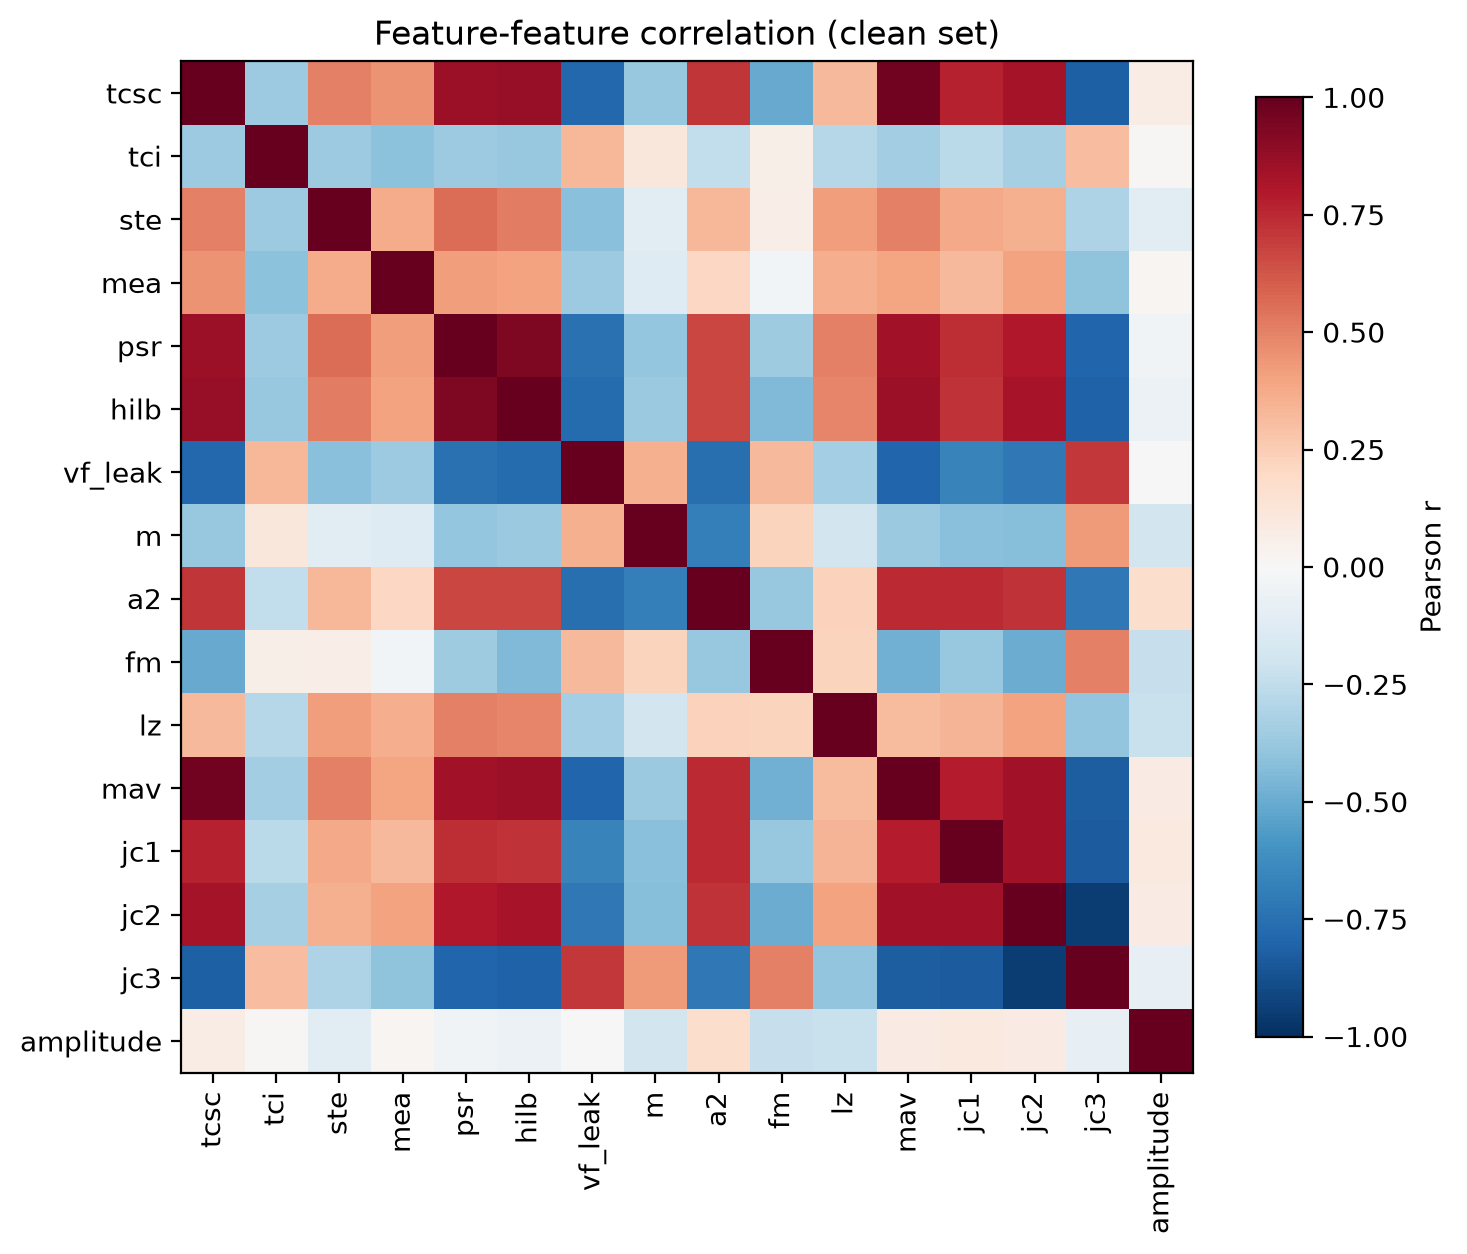 Feature-feature correlation (clean set)
tcsc
tci
ste
mea
psr
hilb
vf_leak
m
a2
fm
lz
mav
jc1
jc2
jc3
amplitude
tcsc
tci
ste
mea
psr
hilb
vf_leak
m
a2
fm
lz
mav
jc1
jc2
jc3
amplitude
1.00
0.75
0.50
0.25
0.00
−0.25
−0.50
−0.75
−1.00
Pearson r